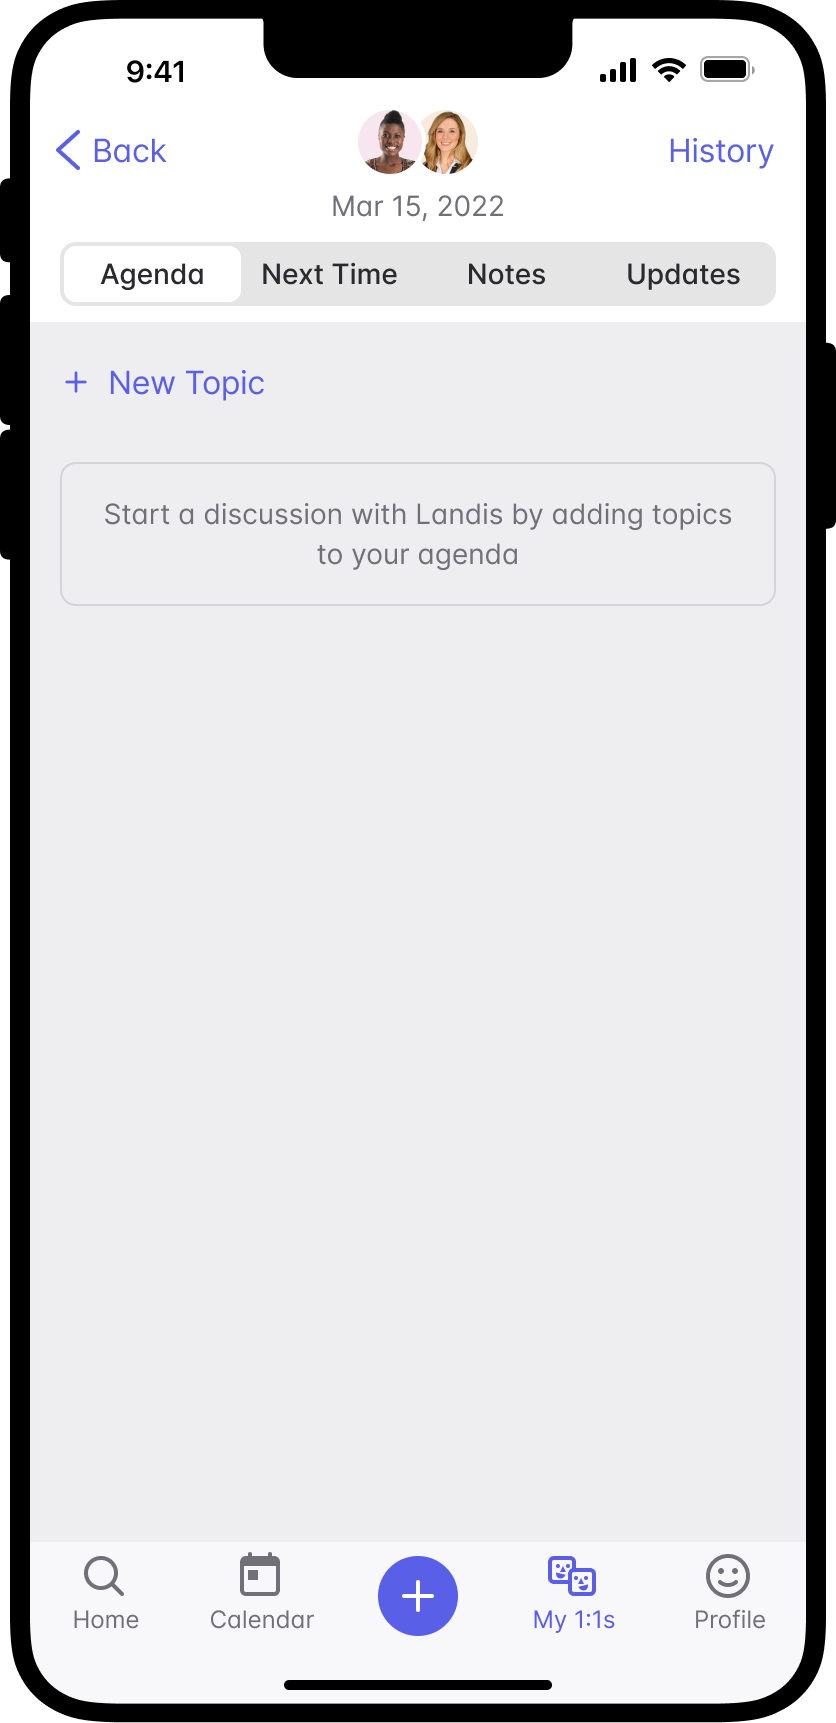 9:41
Back
History
Mar 15, 2022
Agenda
Next Time
Notes
Updates
+ New Topic
Start a discussion with Landis by adding topics
to your agenda
Home
Calendar
My 1:1s
Profile